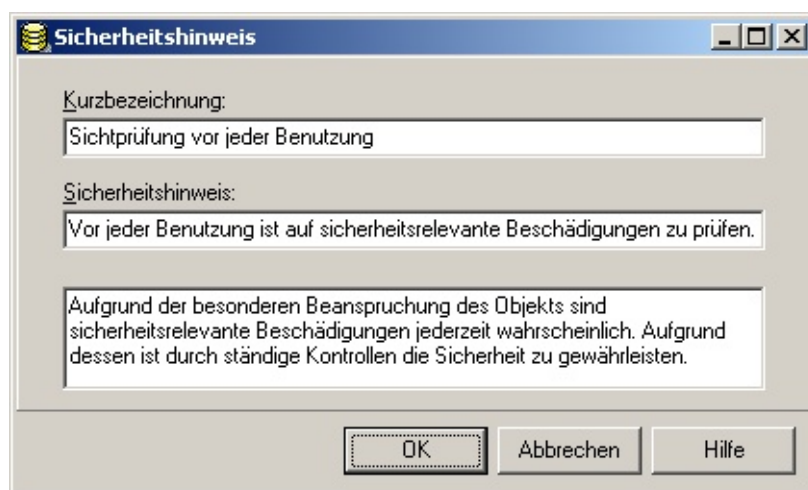 Sicherheitshinweis
Kurzbezeichnung:
Sichtprüfung vor jeder Benutzung
Sicherheitshinweis:
Vor jeder Benutzung ist auf sicherheitsrelevante Beschädigungen zu prüfen.
Aufgrund der besonderen Beanspruchung des Objekts sind
sicherheitsrelevante Beschädigungen jederzeit wahrscheinlich. Aufgrund
dessen ist durch ständige Kontrollen die Sicherheit zu gewährleisten.
OK Abbrechen Hilfe